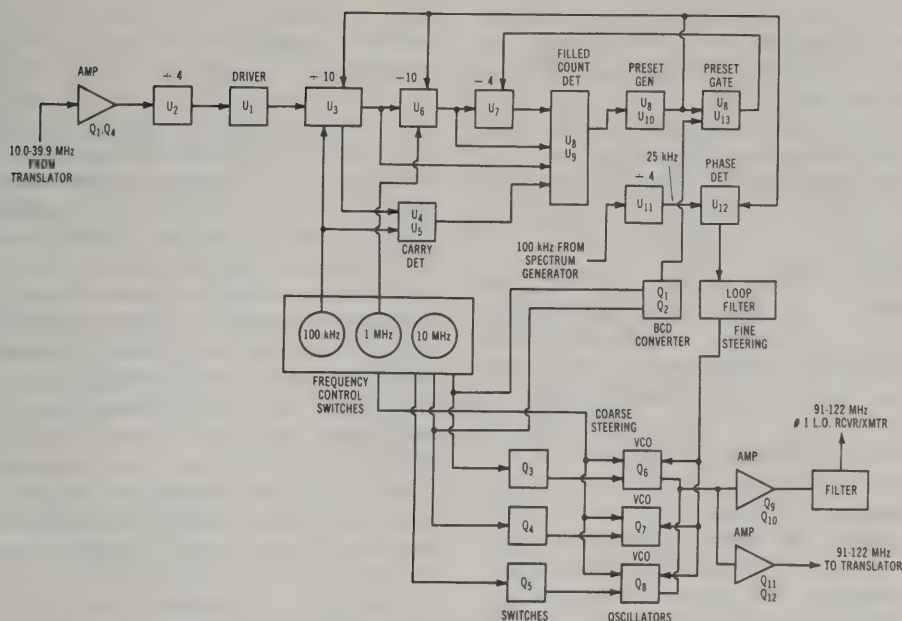 AMP
Q1, Q4
10.0-39.9 MHz
FROM
TRANSLATOR
÷ 4
U2
DRIVER
U1
÷ 10
U3
÷10
U6
÷ 4
U7
FILLED
COUNT
DET
U8
U9
PRESET
GEN
U8
U10
PRESET
GATE
U8
U13
25 kHz
÷ 4
U11
PHASE
DET
U12
U4
U5
CARRY
DET
100 kHz FROM
SPECTRUM
GENERATOR
Q1
Q2
BCD
CONVERTER
LOOP
FILTER
FINE
STEERING
100 kHz
1 MHz
10 MHz
FREQUENCY
CONTROL
SWITCHES
COARSE
STEERING
Q3
Q4
Q5
SWITCHES
VCO
Q6
VCO
Q7
VCO
Q8
OSCILLATORS
AMP
Q9
Q10
FILTER
91-122 MHz
# 1 L.O. RCVR/XMTR
AMP
Q11
Q12
91-122 MHz
TO TRANSLATOR